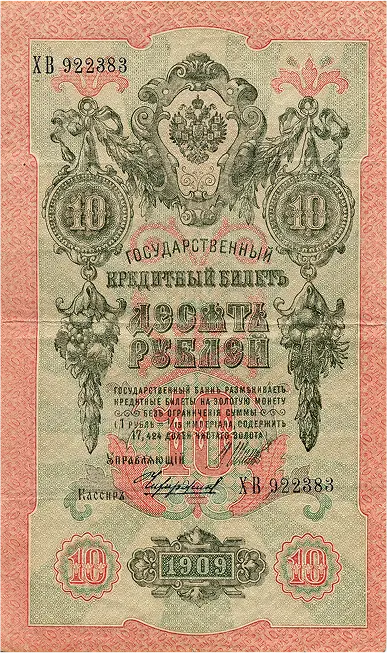 ХВ 922383
10 10
ГОСУДАРСТВЕННЫЙ
КРЕДИТНЫЙ БИЛЕТЪ
ДЕСЯТЬ
РУБЛЕЙ
ГОСУДАРСТВЕННЫЙ БАНКЪ РАЗМѢНИВАЕТЪ
КРЕДИТНЫЕ БИЛЕТЫ НА ЗОЛОТУЮ МОНЕТУ
БЕЗЪ ОГРАНИЧЕНІЯ СУММЫ
(1 РУБЛЬ = 1/15 ИМПЕРІАЛА, СОДЕРЖИТЪ
17,424 ДОЛЕЙ ЧИСТАГО ЗОЛОТА)
10
УПРАВЛЯЮЩІЙ
ХВ 922383
КАССИРЪ
10 1909 10